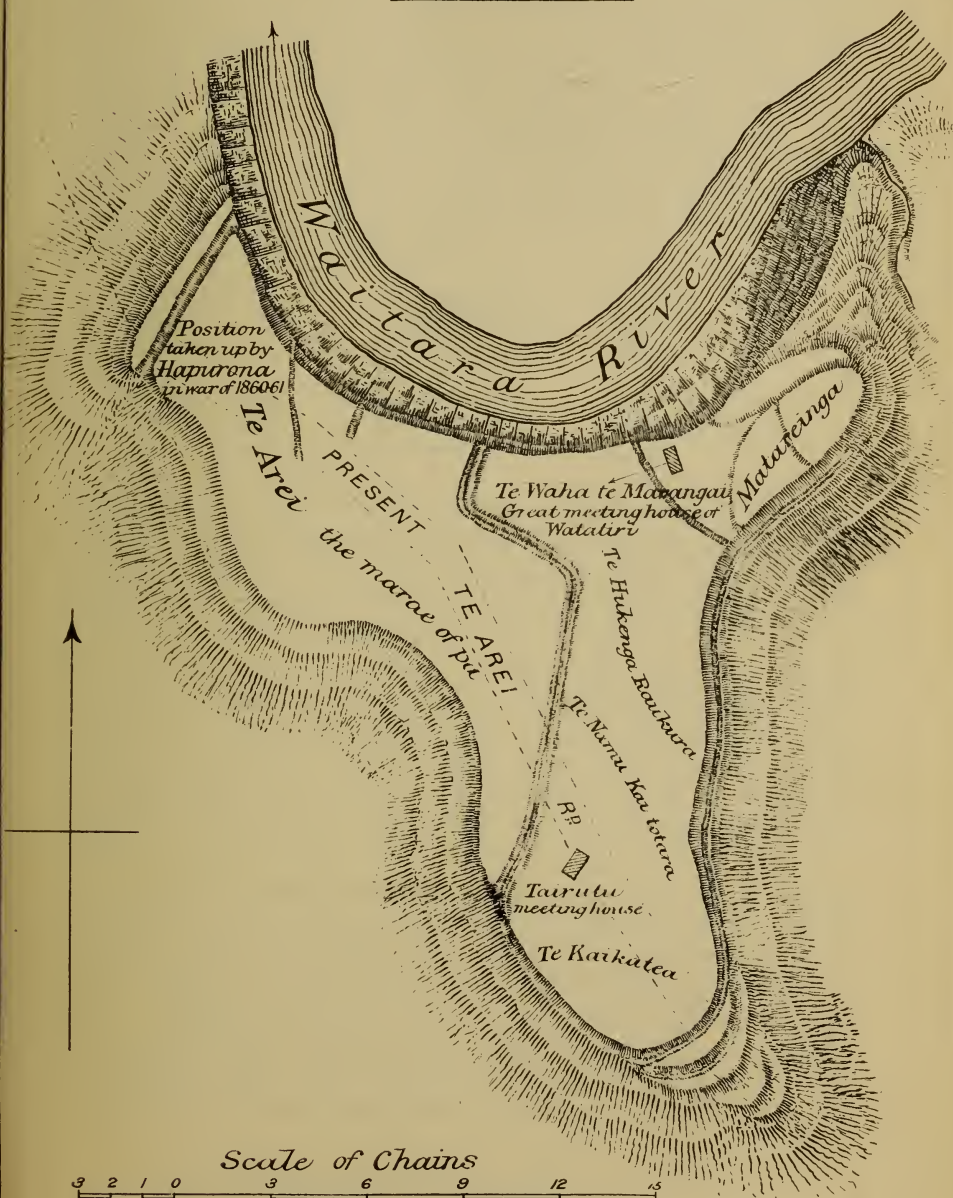 Waitara River
Position
taken up by
Hapurona
in war of 1860-61
Te Arei
the marae of pa
PRESENT TE AREI RD
Te Waha te Marangai
Great meeting house of
Wataliri
Matareinga
Te Hukenga Raukura
Te Namu Kai totara
Tairutu
meeting house
Te Kaikatea
Scale of Chains
3 2 1 0 3 6 9 12 15